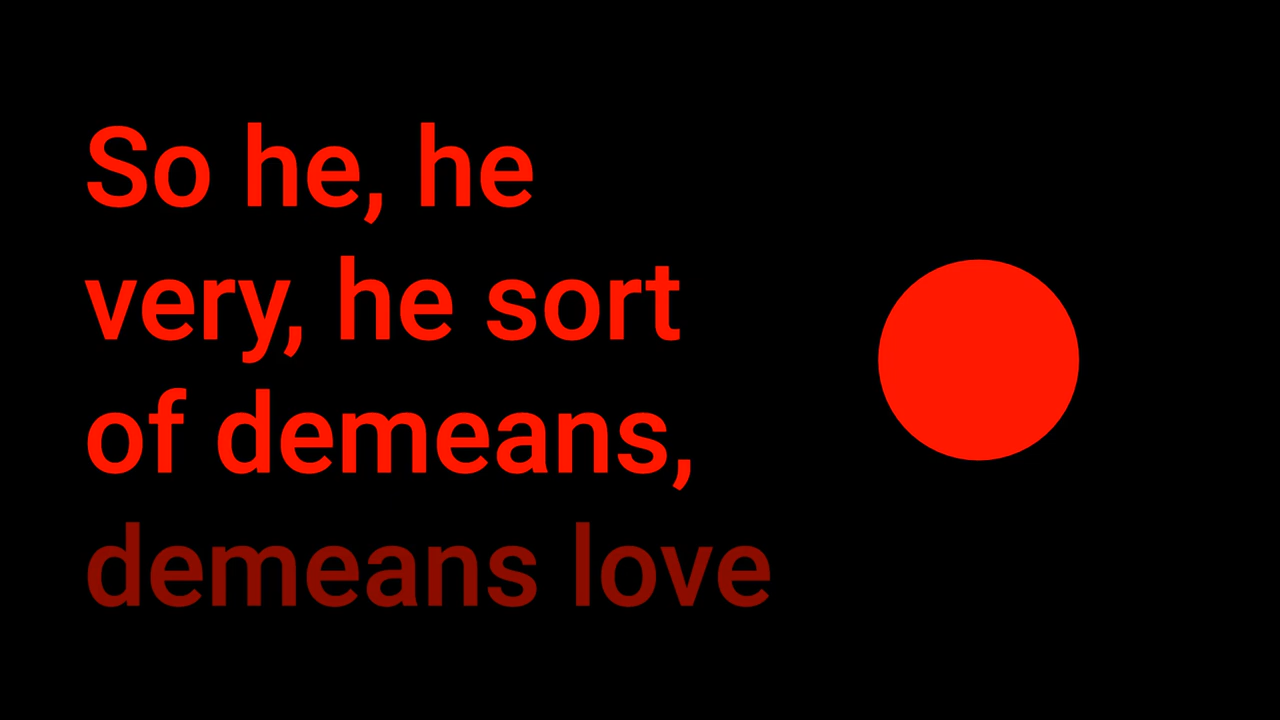 So he, he
very, he sort
of demeans,
demeans love